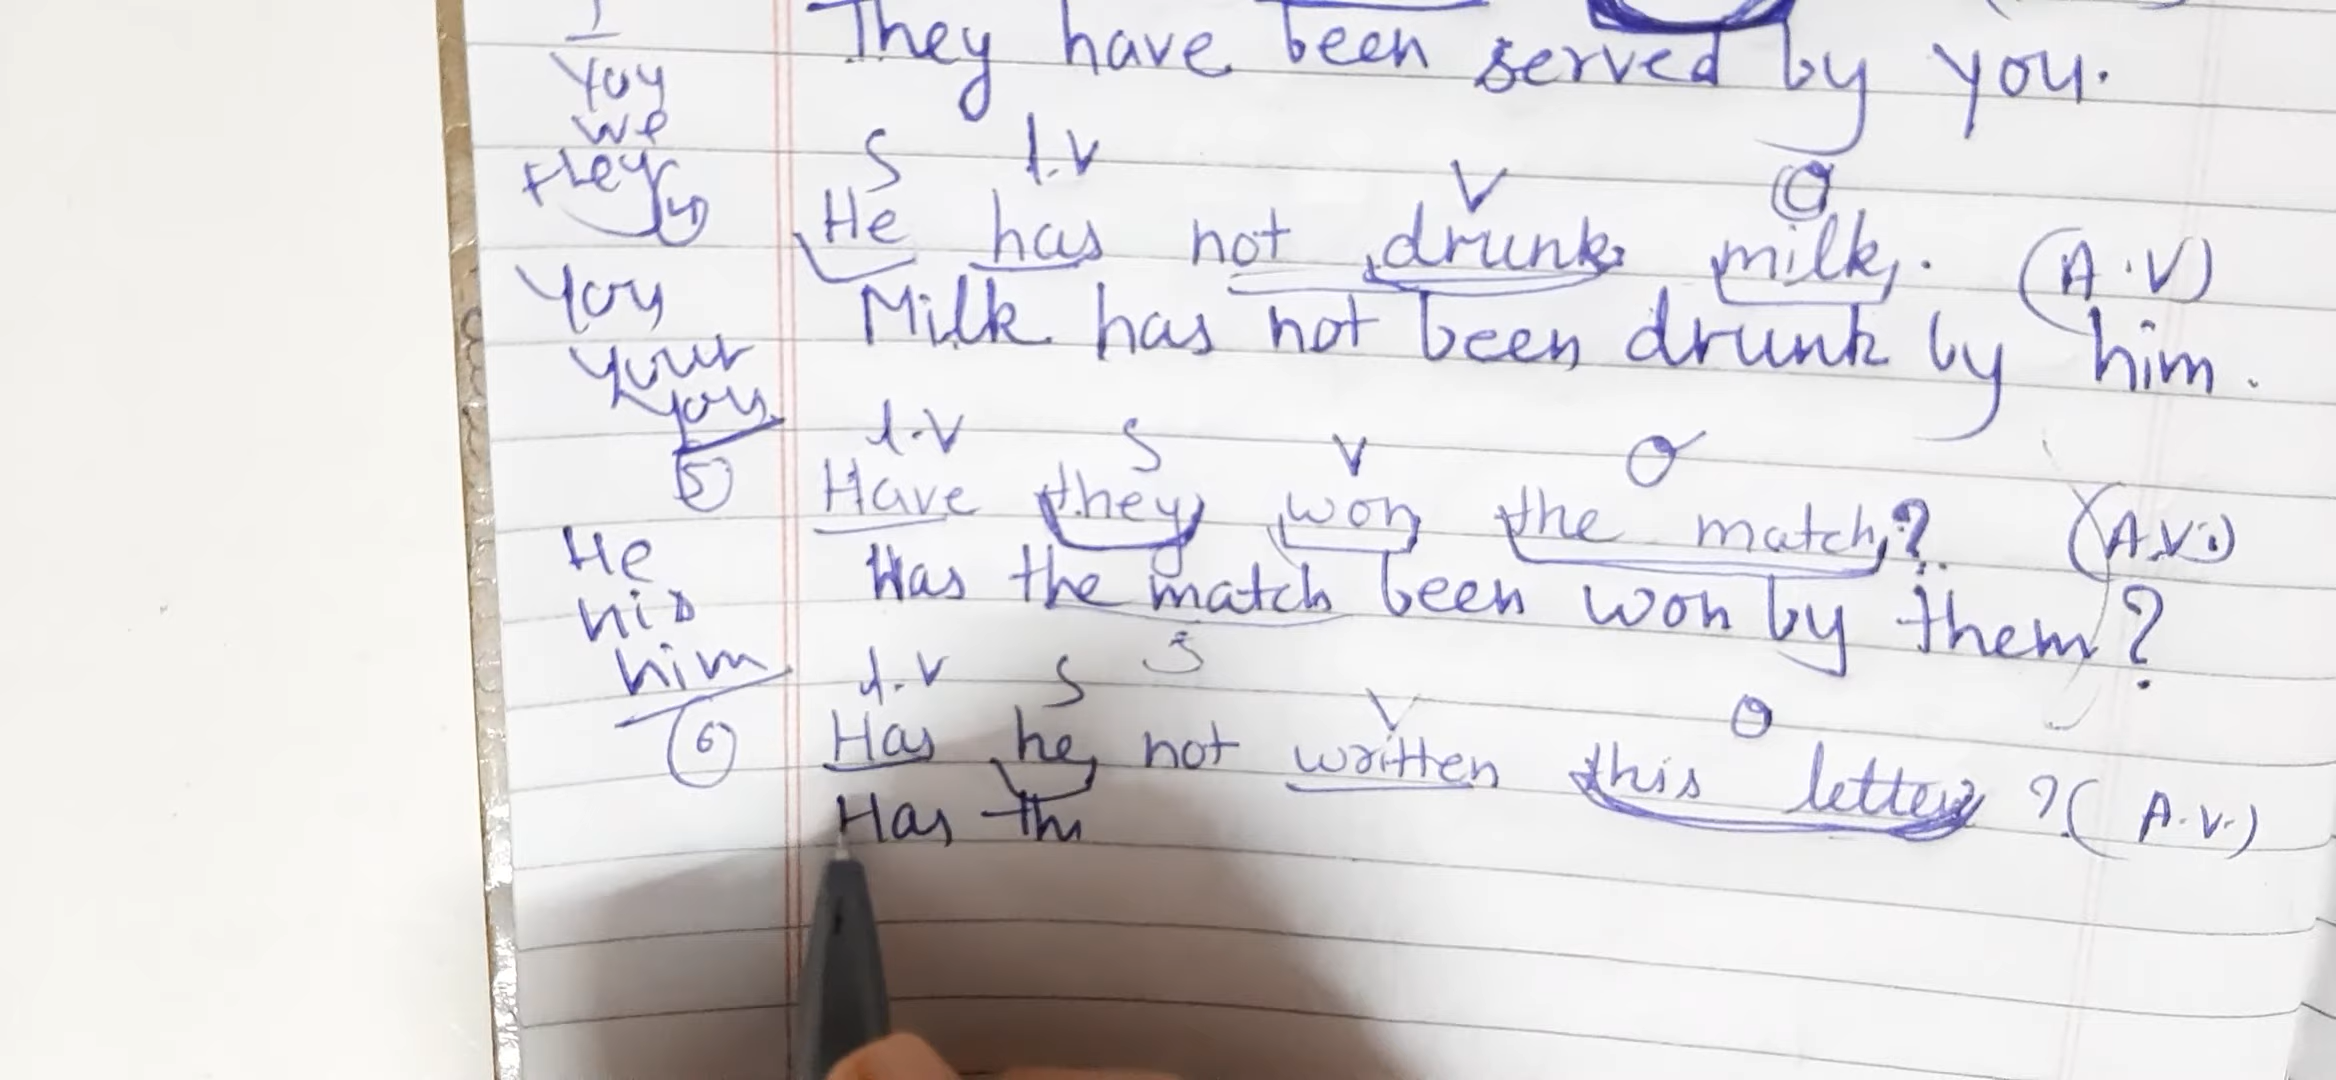 They have been served by you.
You
we
they
S H.V V O
4 He has not drunk milk. (A.V)
You
Milk has not been drunk by him.
your
you
H.V S V O
5 Have they won the match? (A.V.)
He
Has the match been won by them?
his
him
H.V S S V O
6 Has he not written this letter? (A.V.)
Has thi